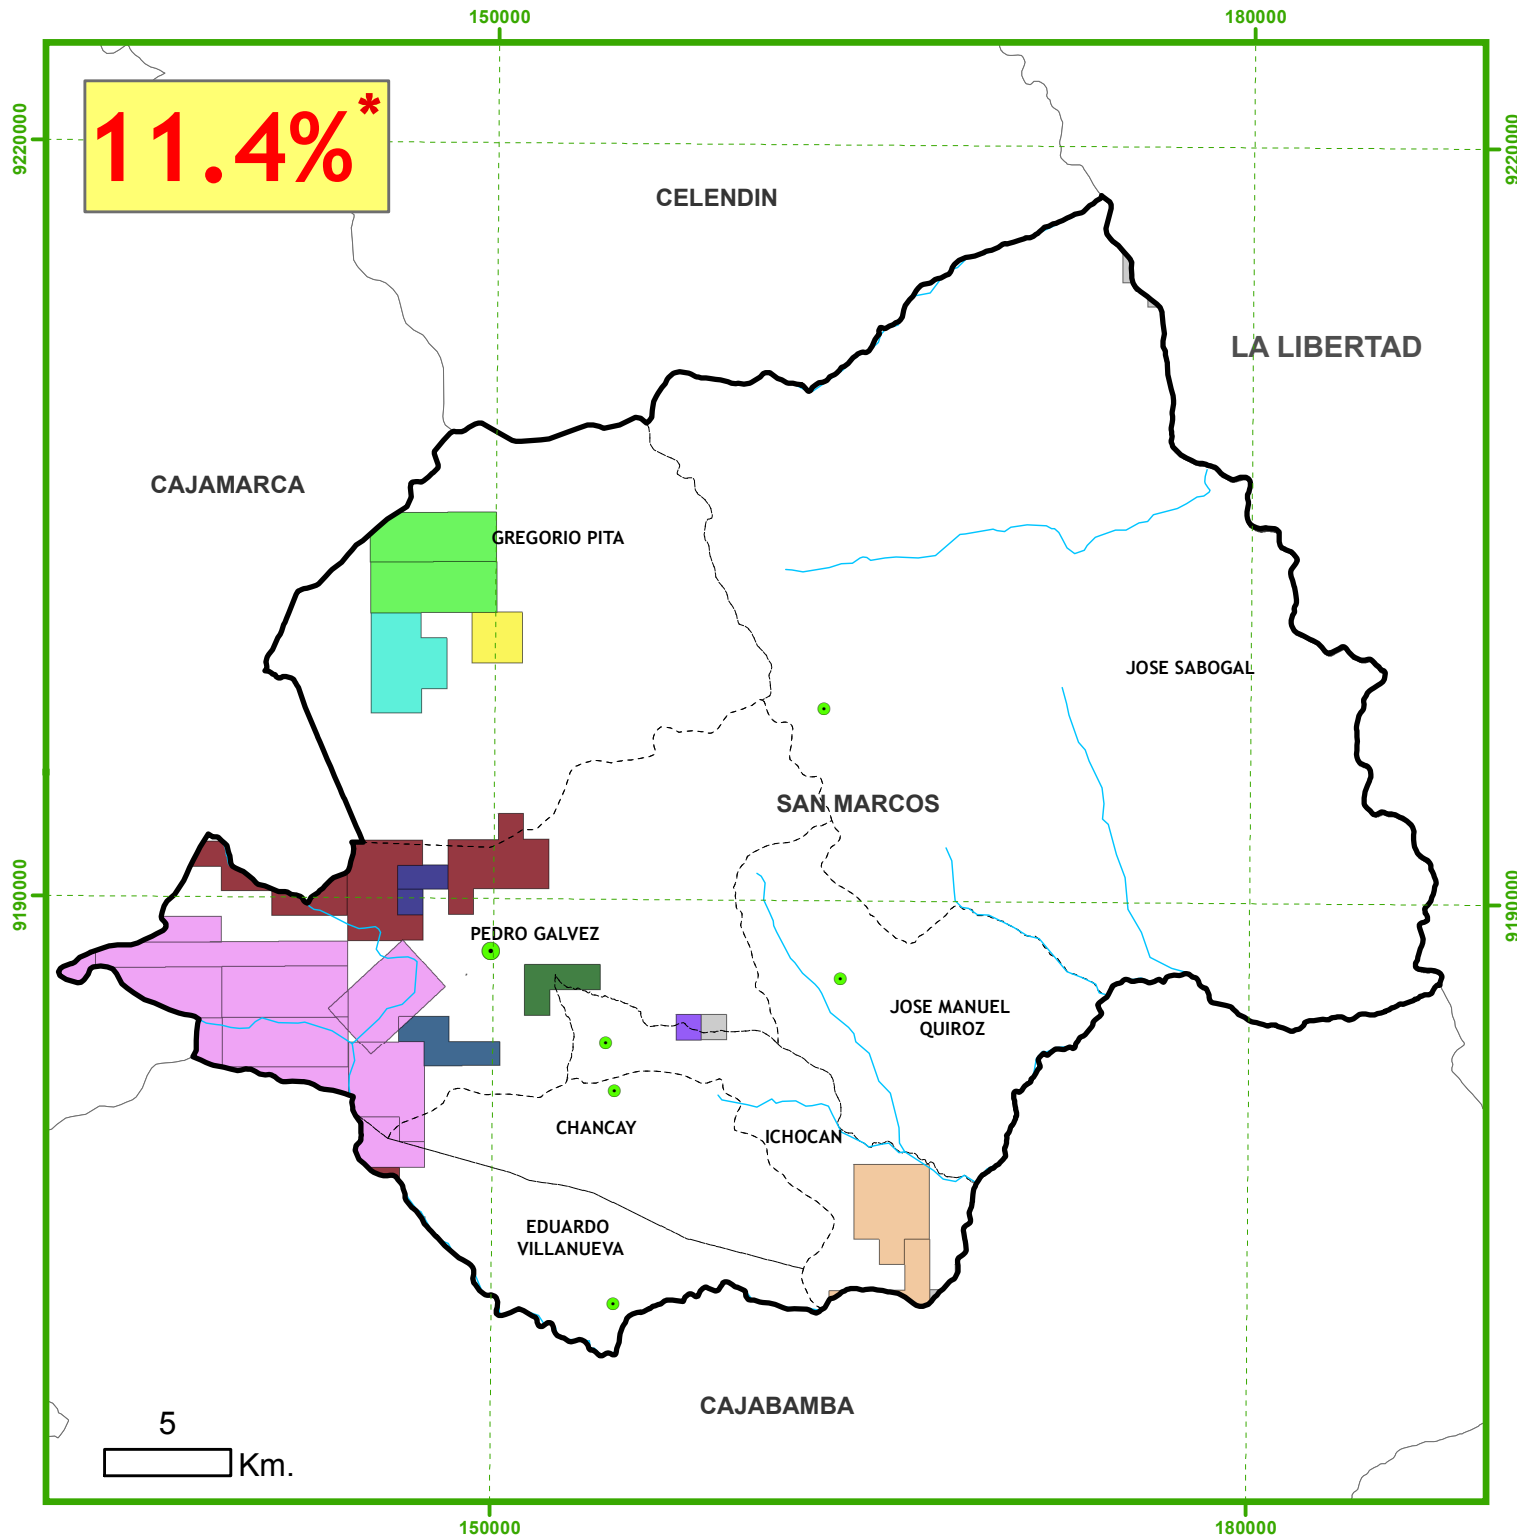 150000
180000
9220000
9220000
11.4%*
CELENDIN
LA LIBERTAD
CAJAMARCA
GREGORIO PITA
JOSE SABOGAL
SAN MARCOS
9190000
9190000
PEDRO GALVEZ
JOSE MANUEL
QUIROZ
CHANCAY
ICHOCAN
EDUARDO
VILLANUEVA
CAJABAMBA
5
Km.
150000
180000